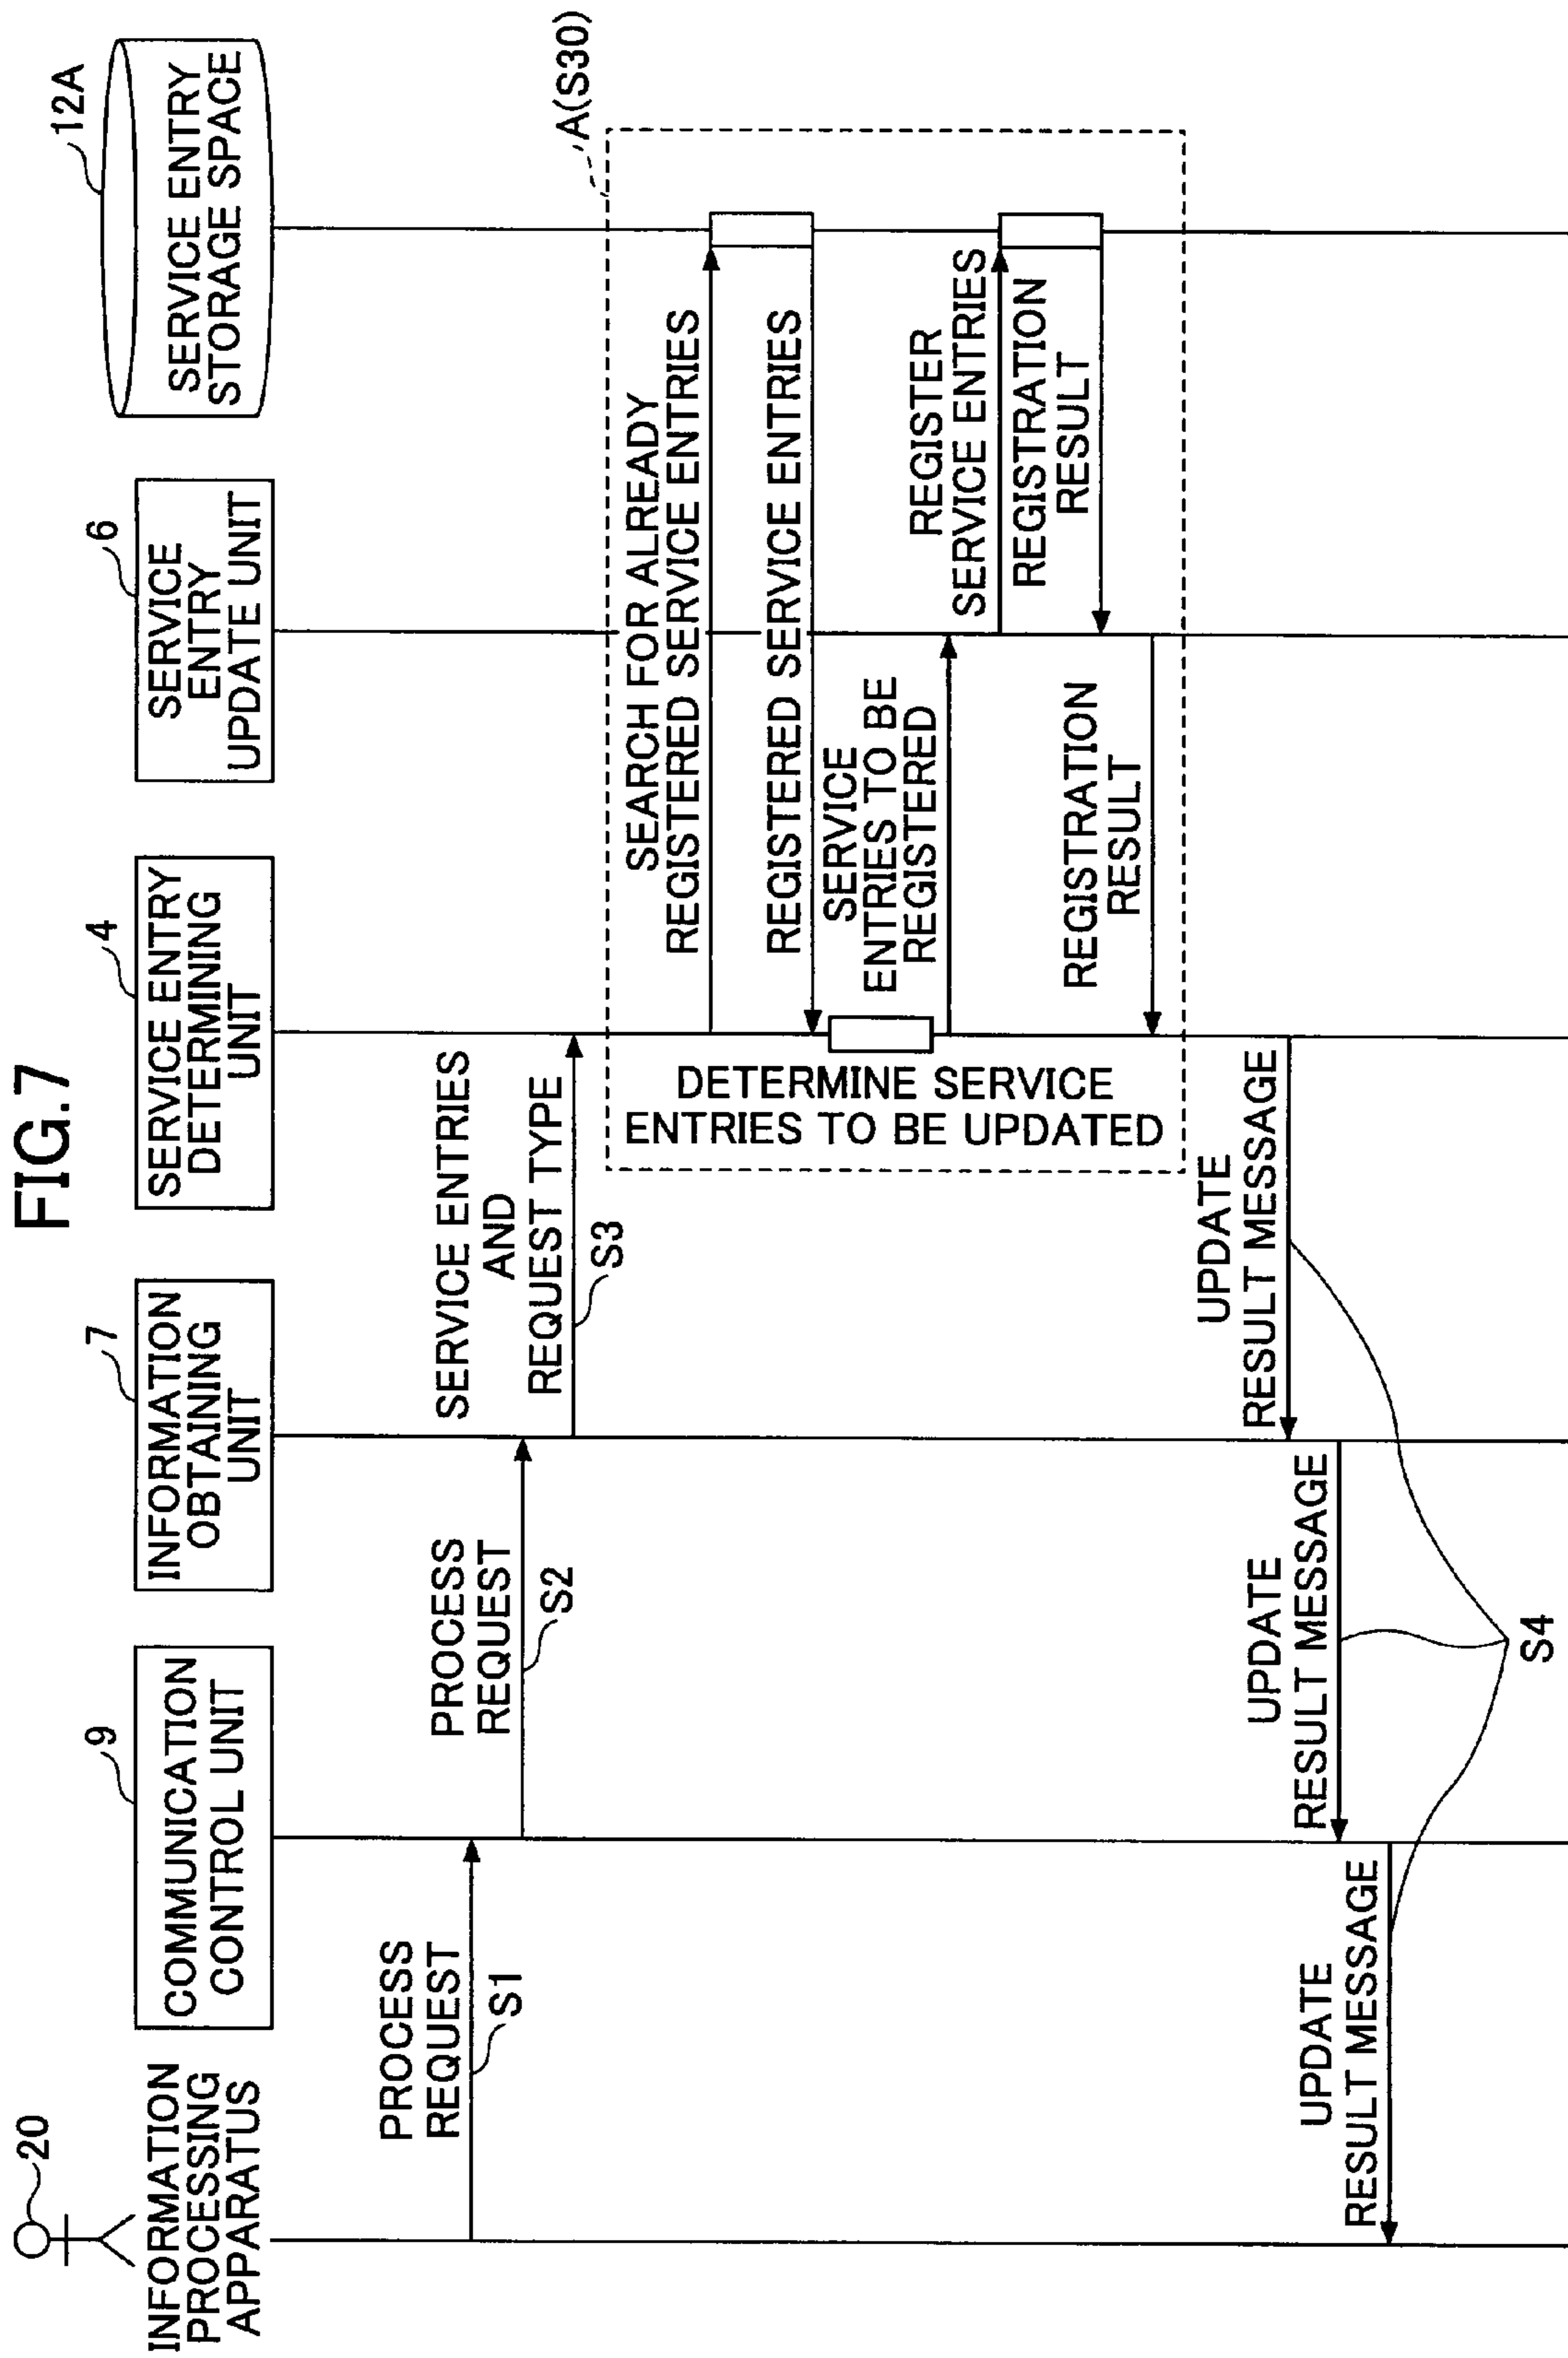 FIG.7
20
INFORMATION
PROCESSING
APPARATUS
9
COMMUNICATION
CONTROL UNIT
7
INFORMATION
OBTAINING
UNIT
4
SERVICE ENTRY
DETERMINING
UNIT
6
SERVICE
ENTRY
UPDATE UNIT
12A
SERVICE ENTRY
STORAGE SPACE
PROCESS
REQUEST
S1
PROCESS
REQUEST
S2
SERVICE ENTRIES
AND
REQUEST TYPE
S3
A(S30)
SEARCH FOR ALREADY
REGISTERED SERVICE ENTRIES
REGISTERED SERVICE ENTRIES
DETERMINE SERVICE
ENTRIES TO BE UPDATED
SERVICE
ENTRIES TO BE
REGISTERED
REGISTER
SERVICE ENTRIES
REGISTRATION
RESULT
REGISTRATION
RESULT
UPDATE
RESULT MESSAGE
UPDATE
RESULT MESSAGE
UPDATE
RESULT MESSAGE
S4